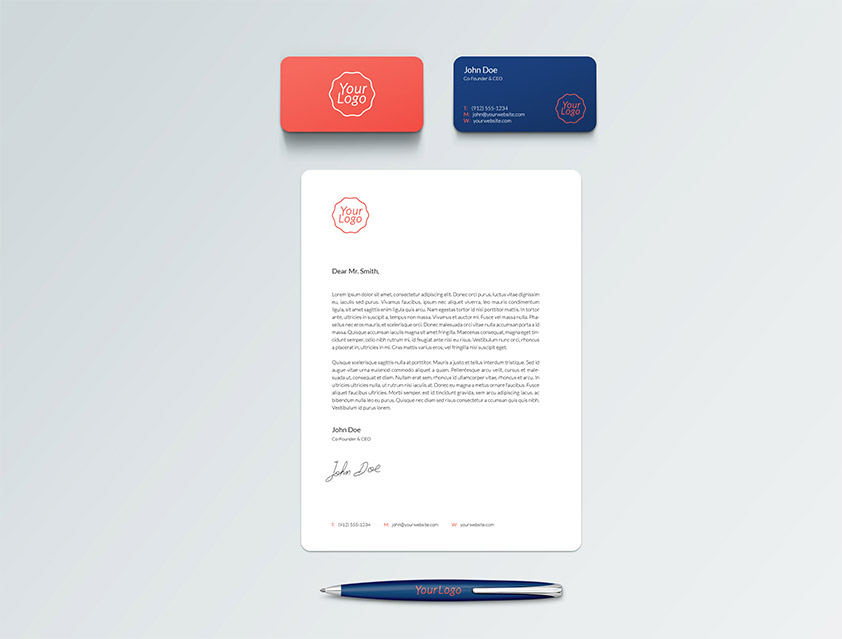 Your
Logo
John Doe
Co-Founder & CEO
T: (912) 555-1234
M: john@yourwebsite.com
W: yourwebsite.com
Your
Logo
Your
Logo
Dear Mr. Smith,
Lorem ipsum dolor sit amet, consectetur adipiscing elit. Donec orci purus, luctus vitae dignissim
eu, iaculis sed purus. Vivamus faucibus, ipsum nec aliquet viverra, leo mauris condimentum
ligula, sit amet sagittis enim ligula quis arcu. Nam egestas tortor id nisi porttitor mattis. In tortor
ante, ultricies in suscipit a, tempus non massa. Vivamus et auctor mi. Fusce vel massa nulla. Pha-
sellus nec eros mauris, et scelerisque orci. Donec malesuada orci vitae nulla accumsan porta a id
massa. Quisque accumsan iaculis magna sit amet fringilla. Maecenas consequat, magna eget tin-
cidunt semper, odio nibh rutrum mi, id feugiat ante nisi eu risus. Vestibulum nunc orci, rhoncus
a placerat in, ultricies in mi. Cras mattis varius eros, vel fringilla nisi suscipit eget.
Quisque scelerisque sagittis nulla at porttitor. Mauris a justo et tellus interdum tristique. Sed id
augue vitae urna euismod commodo aliquet a quam. Pellentesque arcu velit, cursus et male-
suada ut, consequat et diam. Nullam erat sem, rhoncus id ullamcorper vitae, rhoncus et arcu. In
ultricies ultricies nulla, ut rutrum nisi iaculis at. Donec eu magna a metus ornare faucibus. Fusce
aliquet faucibus ultricies. Morbi semper, est id tincidunt gravida, sem arcu adipiscing lacus, ac
bibendum nulla leo eu purus. Quisque nec diam sed risus consectetur a ccumsan quis quis nibh.
Vestibulum id purus lorem.
John Doe
Co-Founder & CEO
John Doe
T: (912) 555-1234 M: john@yourwebsite.com W: yourwebsite.com
Your Logo